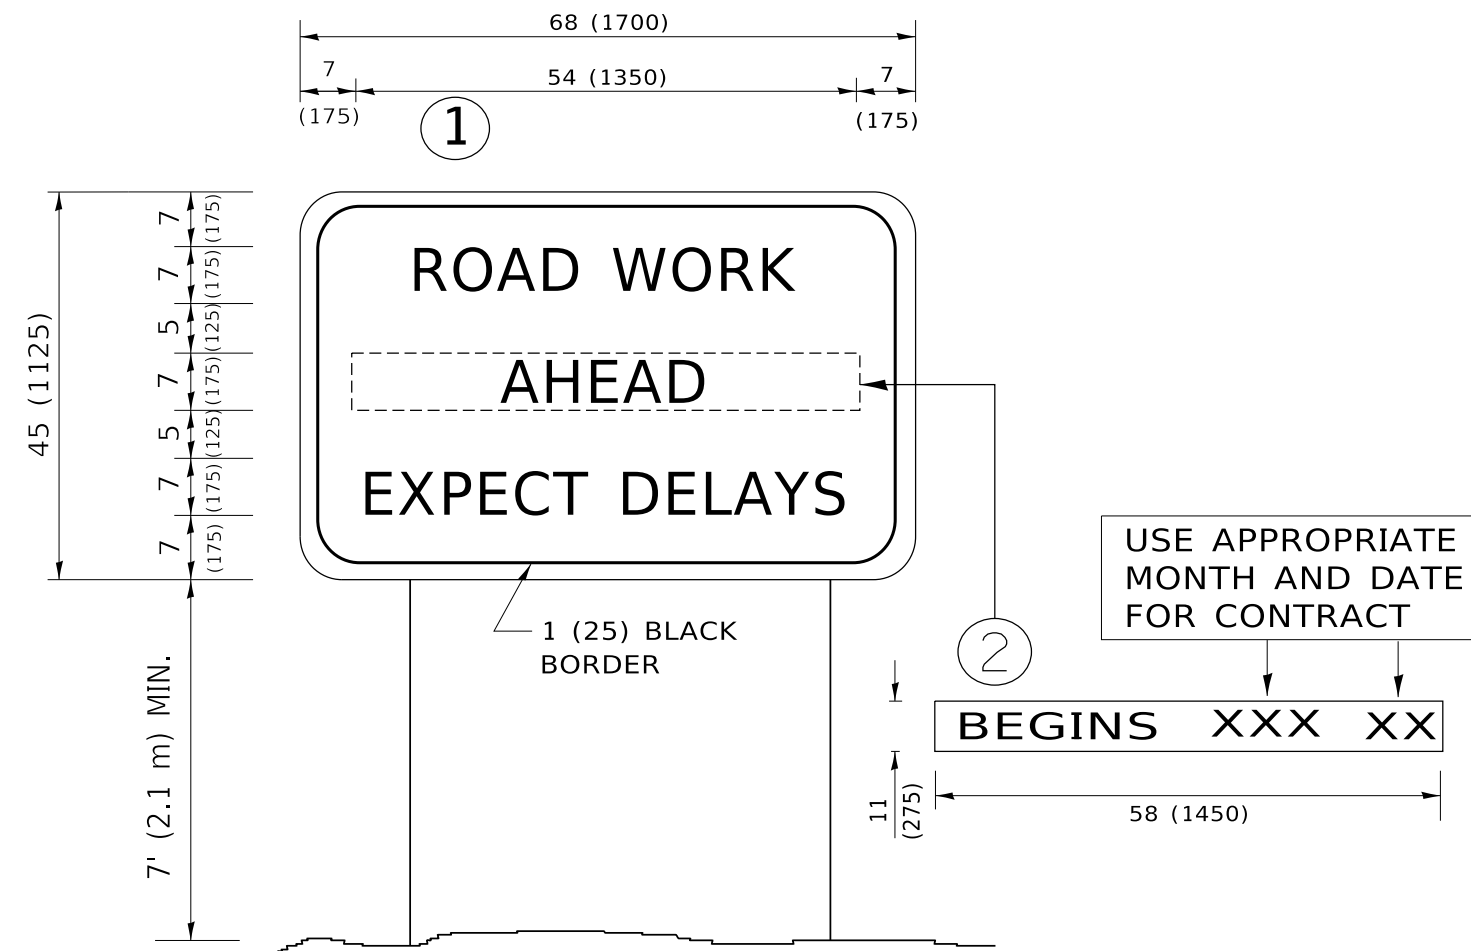 68 (1700)
7
54 (1350)
7
(175)
(175)
1
7 (175)
7 (175)
5 (125)
7 (175)
5 (125)
7 (175)
7 (175)
45 (1125)
ROAD WORK
AHEAD
EXPECT DELAYS
1 (25) BLACK
BORDER
7' (2.1 m) MIN.
USE APPROPRIATE
MONTH AND DATE
FOR CONTRACT
2
BEGINS XXX XX
11
(275)
58 (1450)